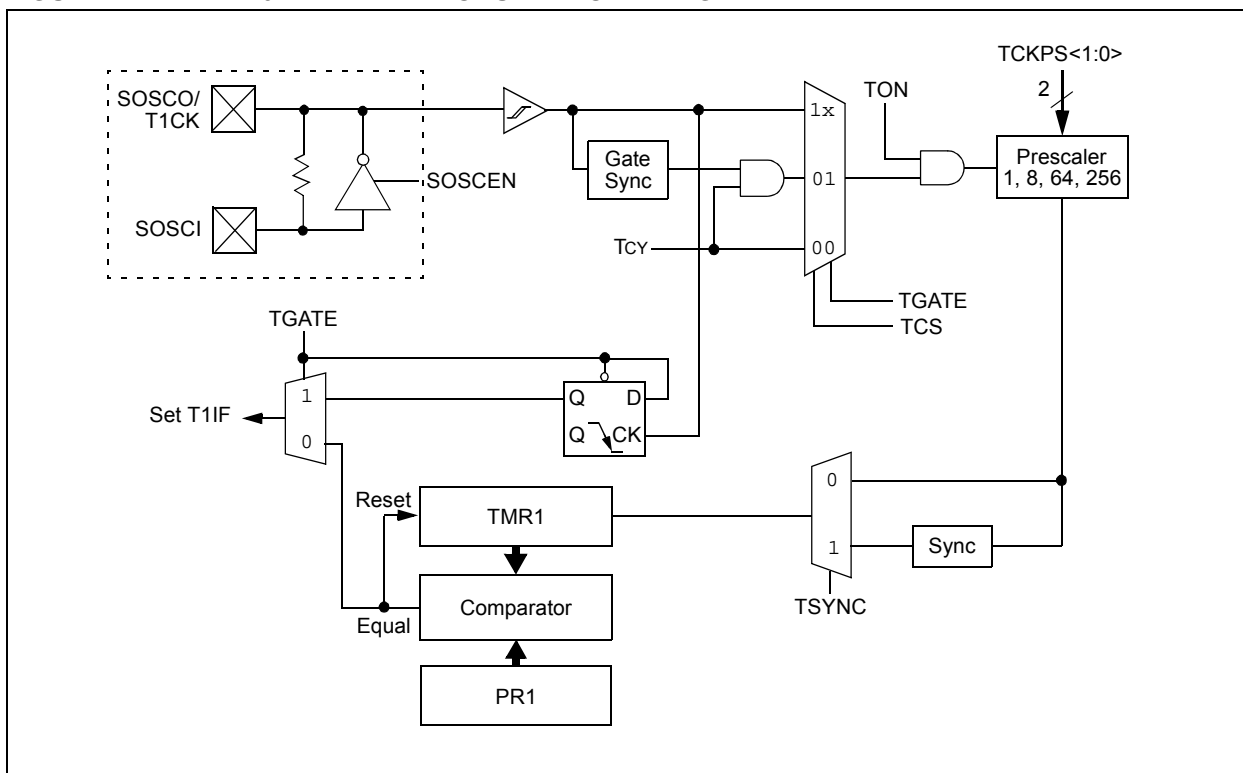 TCKPS<1:0>
2
SOSCO/
T1CK
TON
1x
Gate
Sync
Prescaler
1, 8, 64, 256
SOSCEN
01
SOSCI
TCY
00
TGATE
TCS
TGATE
1
Q
D
Set T1IF
0
Q
CK
Reset
TMR1
0
1
Sync
Comparator
TSYNC
Equal
PR1